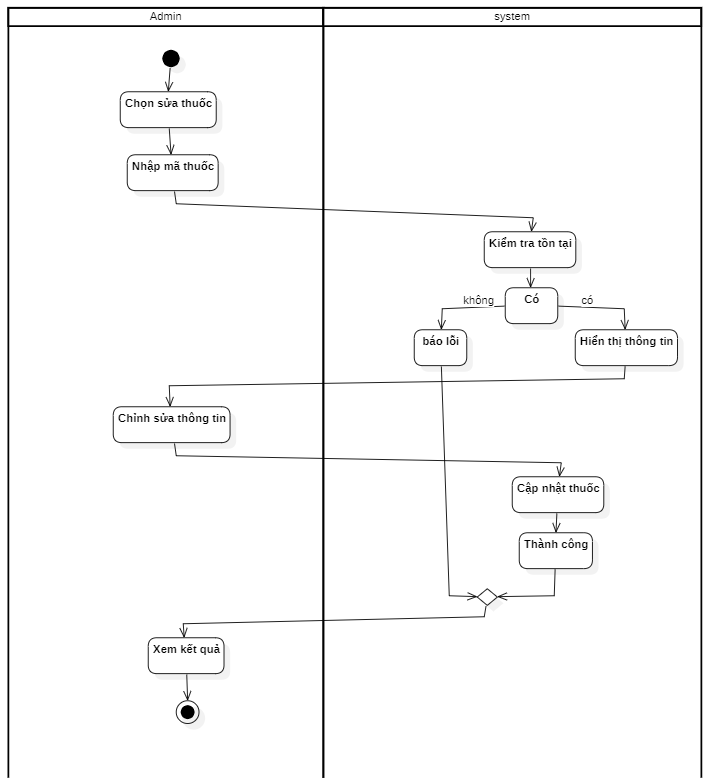 Admin
system
Chọn sửa thuốc
Nhập mã thuốc
Kiểm tra tồn tại
Có
không
có
báo lỗi
Hiển thị thông tin
Chỉnh sửa thông tin
Cập nhật thuốc
Thành công
Xem kết quả